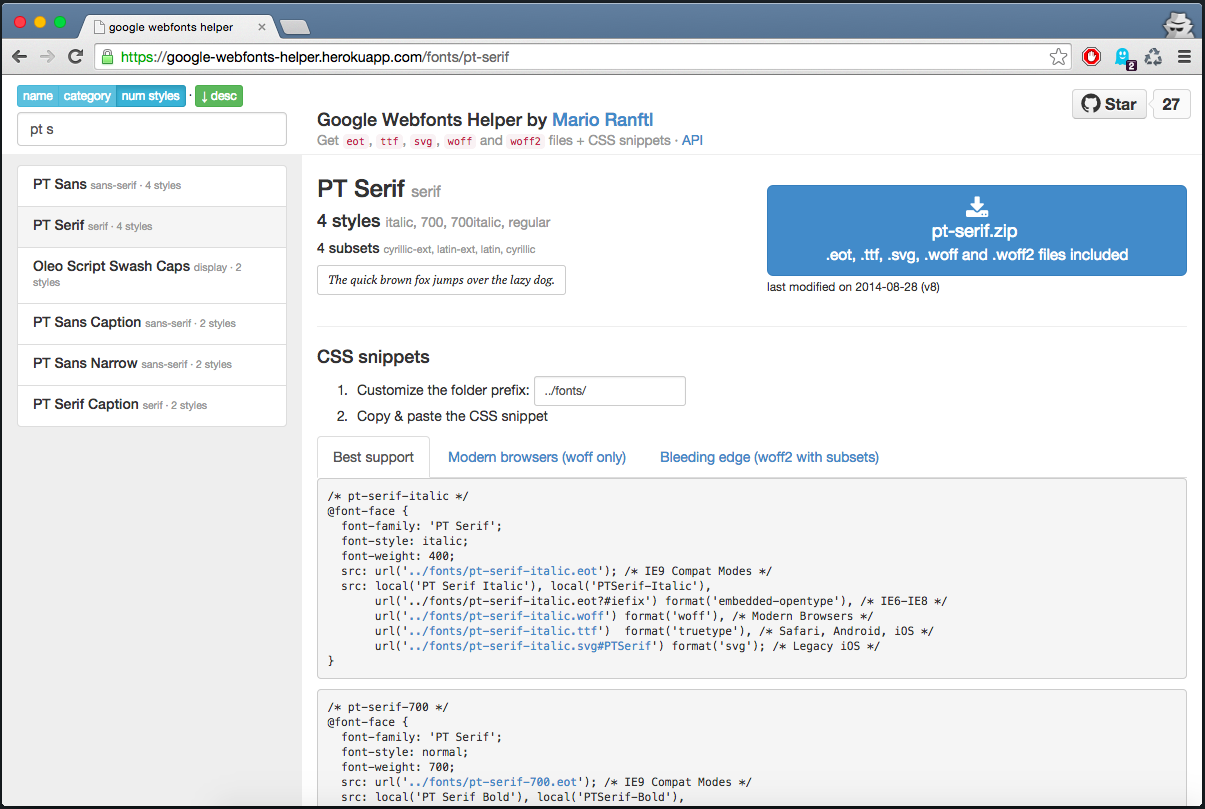 google webfonts helper
https://google-webfonts-helper.herokuapp.com/fonts/pt-serif
2
name category num styles · ↓ desc
pt s
PT Sans sans-serif · 4 styles
PT Serif serif · 4 styles
Oleo Script Swash Caps display · 2
styles
PT Sans Caption sans-serif · 2 styles
PT Sans Narrow sans-serif · 2 styles
PT Serif Caption serif · 2 styles
Google Webfonts Helper by Mario Ranftl
Get eot, ttf, svg, woff and woff2 files + CSS snippets · API
Star 27
PT Serif serif
4 styles italic, 700, 700italic, regular
4 subsets cyrillic-ext, latin-ext, latin, cyrillic
The quick brown fox jumps over the lazy dog.
pt-serif.zip
.eot, .ttf, .svg, .woff and .woff2 files included
last modified on 2014-08-28 (v8)
CSS snippets
1. Customize the folder prefix: ../fonts/
2. Copy & paste the CSS snippet
Best support Modern browsers (woff only) Bleeding edge (woff2 with subsets)
/* pt-serif-italic */
@font-face {
font-family: 'PT Serif';
font-style: italic;
font-weight: 400;
src: url('../fonts/pt-serif-italic.eot'); /* IE9 Compat Modes */
src: local('PT Serif Italic'), local('PTSerif-Italic'),
url('../fonts/pt-serif-italic.eot?#iefix') format('embedded-opentype'), /* IE6-IE8 */
url('../fonts/pt-serif-italic.woff') format('woff'), /* Modern Browsers */
url('../fonts/pt-serif-italic.ttf')  format('truetype'), /* Safari, Android, iOS */
url('../fonts/pt-serif-italic.svg#PTSerif') format('svg'); /* Legacy iOS */
}
/* pt-serif-700 */
@font-face {
font-family: 'PT Serif';
font-style: normal;
font-weight: 700;
src: url('../fonts/pt-serif-700.eot'); /* IE9 Compat Modes */
src: local('PT Serif Bold'), local('PTSerif-Bold'),